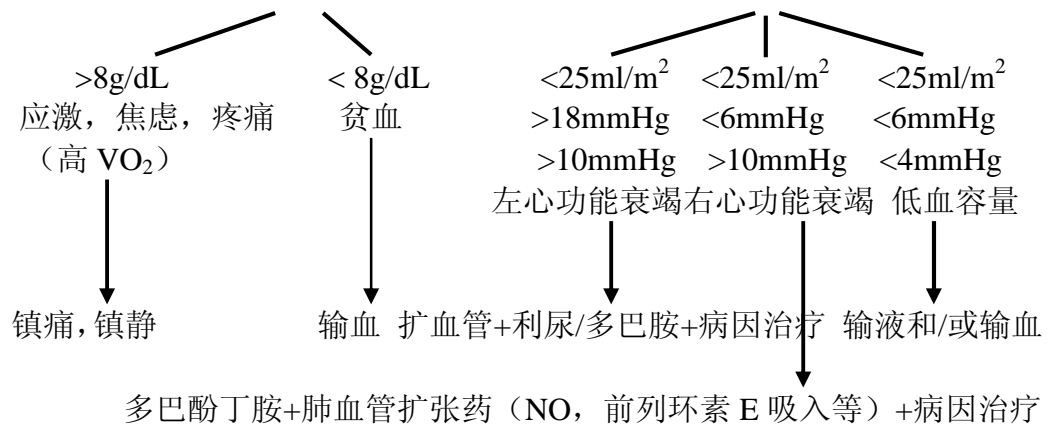 >8g/dL < 8g/dL <25ml/m² <25ml/m² <25ml/m²
应激，焦虑，疼痛 贫血 >18mmHg <6mmHg <6mmHg
（高 VO₂） >10mmHg >10mmHg <4mmHg
左心功能衰竭 右心功能衰竭 低血容量
镇痛，镇静 输血 扩血管+利尿/多巴胺+病因治疗 输液和/或输血
多巴酚丁胺+肺血管扩张药（NO，前列环素 E 吸入等）+病因治疗